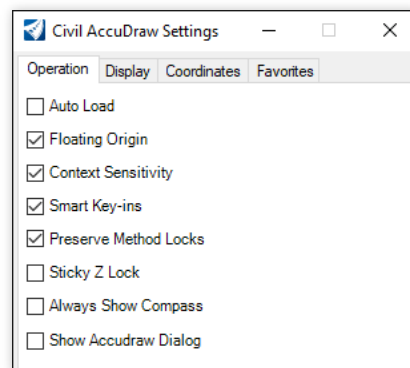 Civil AccuDraw Settings
Operation Display Coordinates Favorites
Auto Load
Floating Origin
Context Sensitivity
Smart Key-ins
Preserve Method Locks
Sticky Z Lock
Always Show Compass
Show Accudraw Dialog